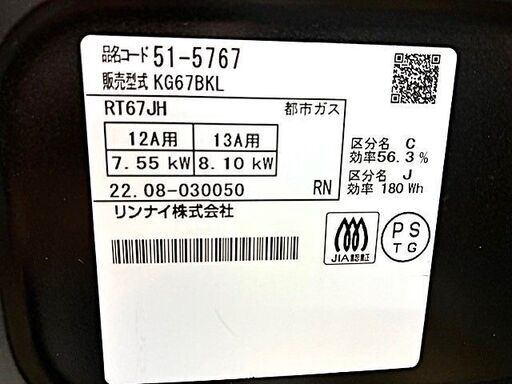 品名コード 51-5767
販売型式 KG67BKL
RT67JH 都市ガス
12A用 13A用
7.55 kW 8.10 kW
区分名 C
効率56.3%
区分名 J
効率 180 Wh
22.08-030050 RN
リンナイ株式会社
JIA認証
PS
TG